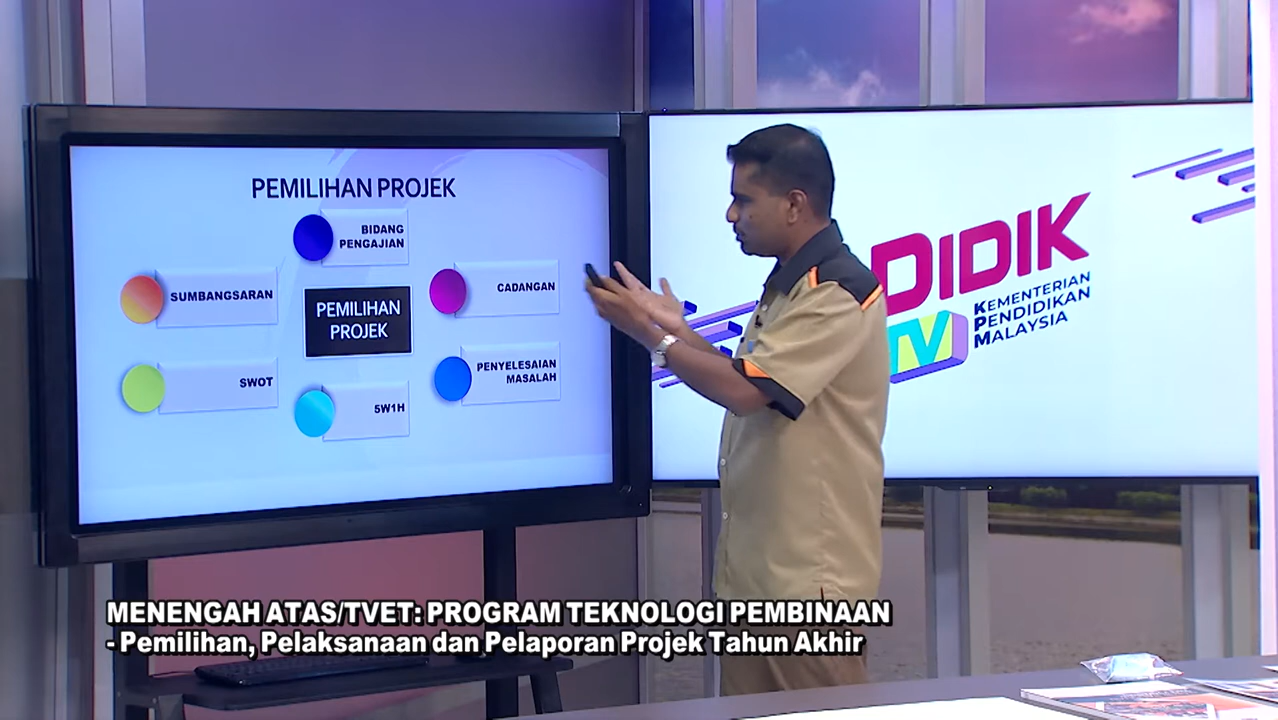 PEMILIHAN PROJEK
BIDANG
PENGAJIAN
SUMBANGSARAN
CADANGAN
PEMILIHAN
PROJEK
SWOT
PENYELESAIAN
MASALAH
5W1H
DIDIK
TV
KEMENTERIAN
PENDIDIKAN
MALAYSIA
MENENGAH ATAS/TVET: PROGRAM TEKNOLOGI PEMBINAAN
- Pemilihan, Pelaksanaan dan Pelaporan Projek Tahun Akhir